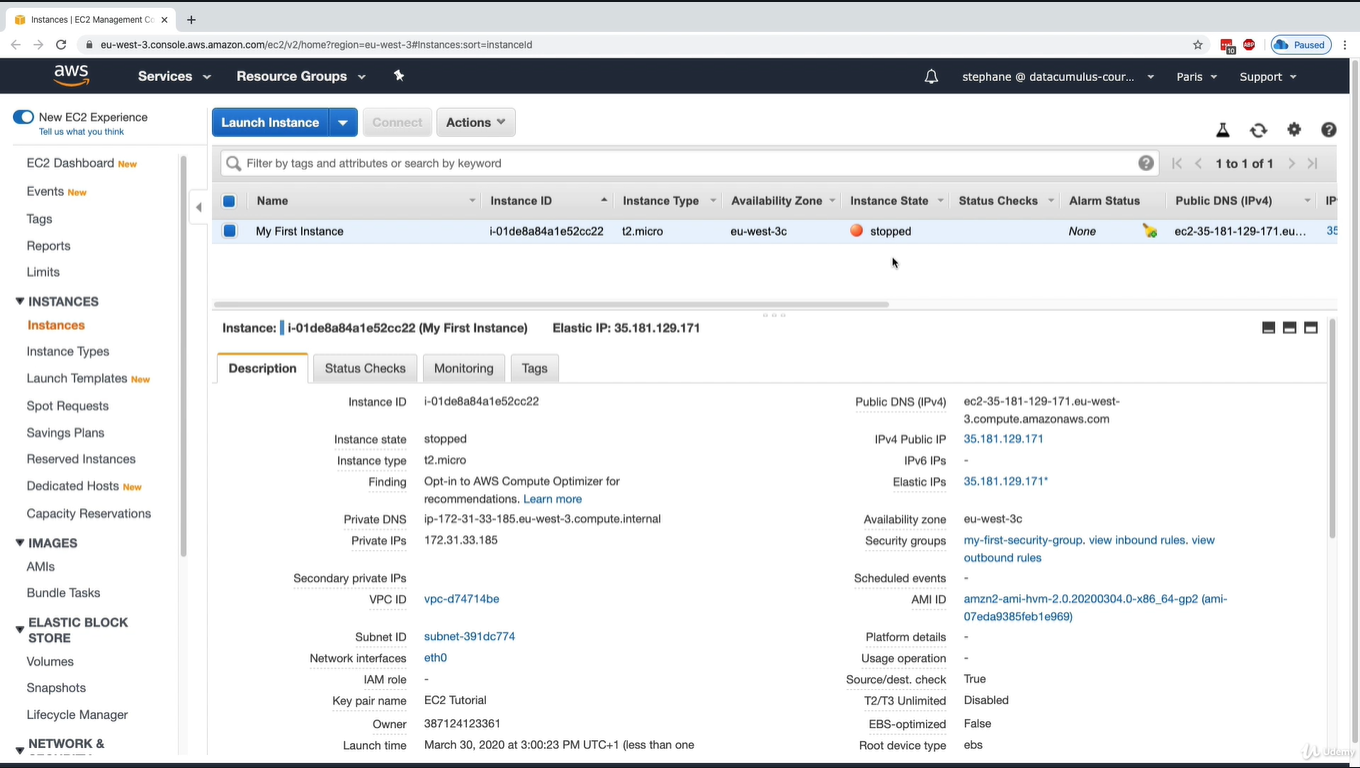 Instances | EC2 Management Co
eu-west-3.console.aws.amazon.com/ec2/v2/home?region=eu-west-3#Instances:sort=instanceId
10
ABP
Paused
aws
Services
Resource Groups
stephane @ datacumulus-cour...
Paris
Support
New EC2 Experience
Tell us what you think
EC2 Dashboard New
Events New
Tags
Reports
Limits
INSTANCES
Instances
Instance Types
Launch Templates New
Spot Requests
Savings Plans
Reserved Instances
Dedicated Hosts New
Capacity Reservations
IMAGES
AMIs
Bundle Tasks
ELASTIC BLOCK
STORE
Volumes
Snapshots
Lifecycle Manager
NETWORK &
Launch Instance
Connect
Actions
Filter by tags and attributes or search by keyword
1 to 1 of 1
Name Instance ID Instance Type Availability Zone Instance State Status Checks Alarm Status Public DNS (IPv4) IP
My First Instance i-01de8a84a1e52cc22 t2.micro eu-west-3c stopped None ec2-35-181-129-171.eu... 35
Instance: i-01de8a84a1e52cc22 (My First Instance) Elastic IP: 35.181.129.171
Description Status Checks Monitoring Tags
Instance ID i-01de8a84a1e52cc22
Instance state stopped
Instance type t2.micro
Finding Opt-in to AWS Compute Optimizer for
recommendations. Learn more
Private DNS ip-172-31-33-185.eu-west-3.compute.internal
Private IPs 172.31.33.185
Secondary private IPs
VPC ID vpc-d74714be
Subnet ID subnet-391dc774
Network interfaces eth0
IAM role -
Key pair name EC2 Tutorial
Owner 387124123361
Launch time March 30, 2020 at 3:00:23 PM UTC+1 (less than one
Public DNS (IPv4) ec2-35-181-129-171.eu-west-
3.compute.amazonaws.com
IPv4 Public IP 35.181.129.171
IPv6 IPs -
Elastic IPs 35.181.129.171*
Availability zone eu-west-3c
Security groups my-first-security-group. view inbound rules. view
outbound rules
Scheduled events -
AMI ID amzn2-ami-hvm-2.0.20200304.0-x86_64-gp2 (ami-
07eda9385feb1e969)
Platform details -
Usage operation -
Source/dest. check True
T2/T3 Unlimited Disabled
EBS-optimized False
Root device type ebs
Udemy